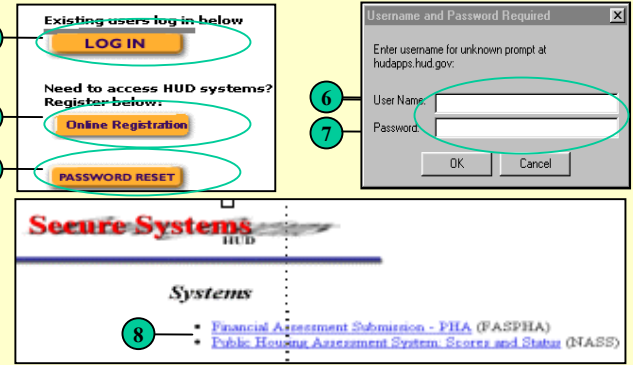 Existing users log in below
LOG IN
Need to access HUD systems?
Register below:
Online Registration
PASSWORD RESET
Username and Password Required
Enter username for unknown prompt at
hudapps.hud.gov:
6
User Name:
7
Password:
OK
Cancel
Secure Systems
HUD
Systems
8
• Financial Assessment Submission - PHA (FASPHA)
• Public Housing Assessment System: Scores and Status (NASS)